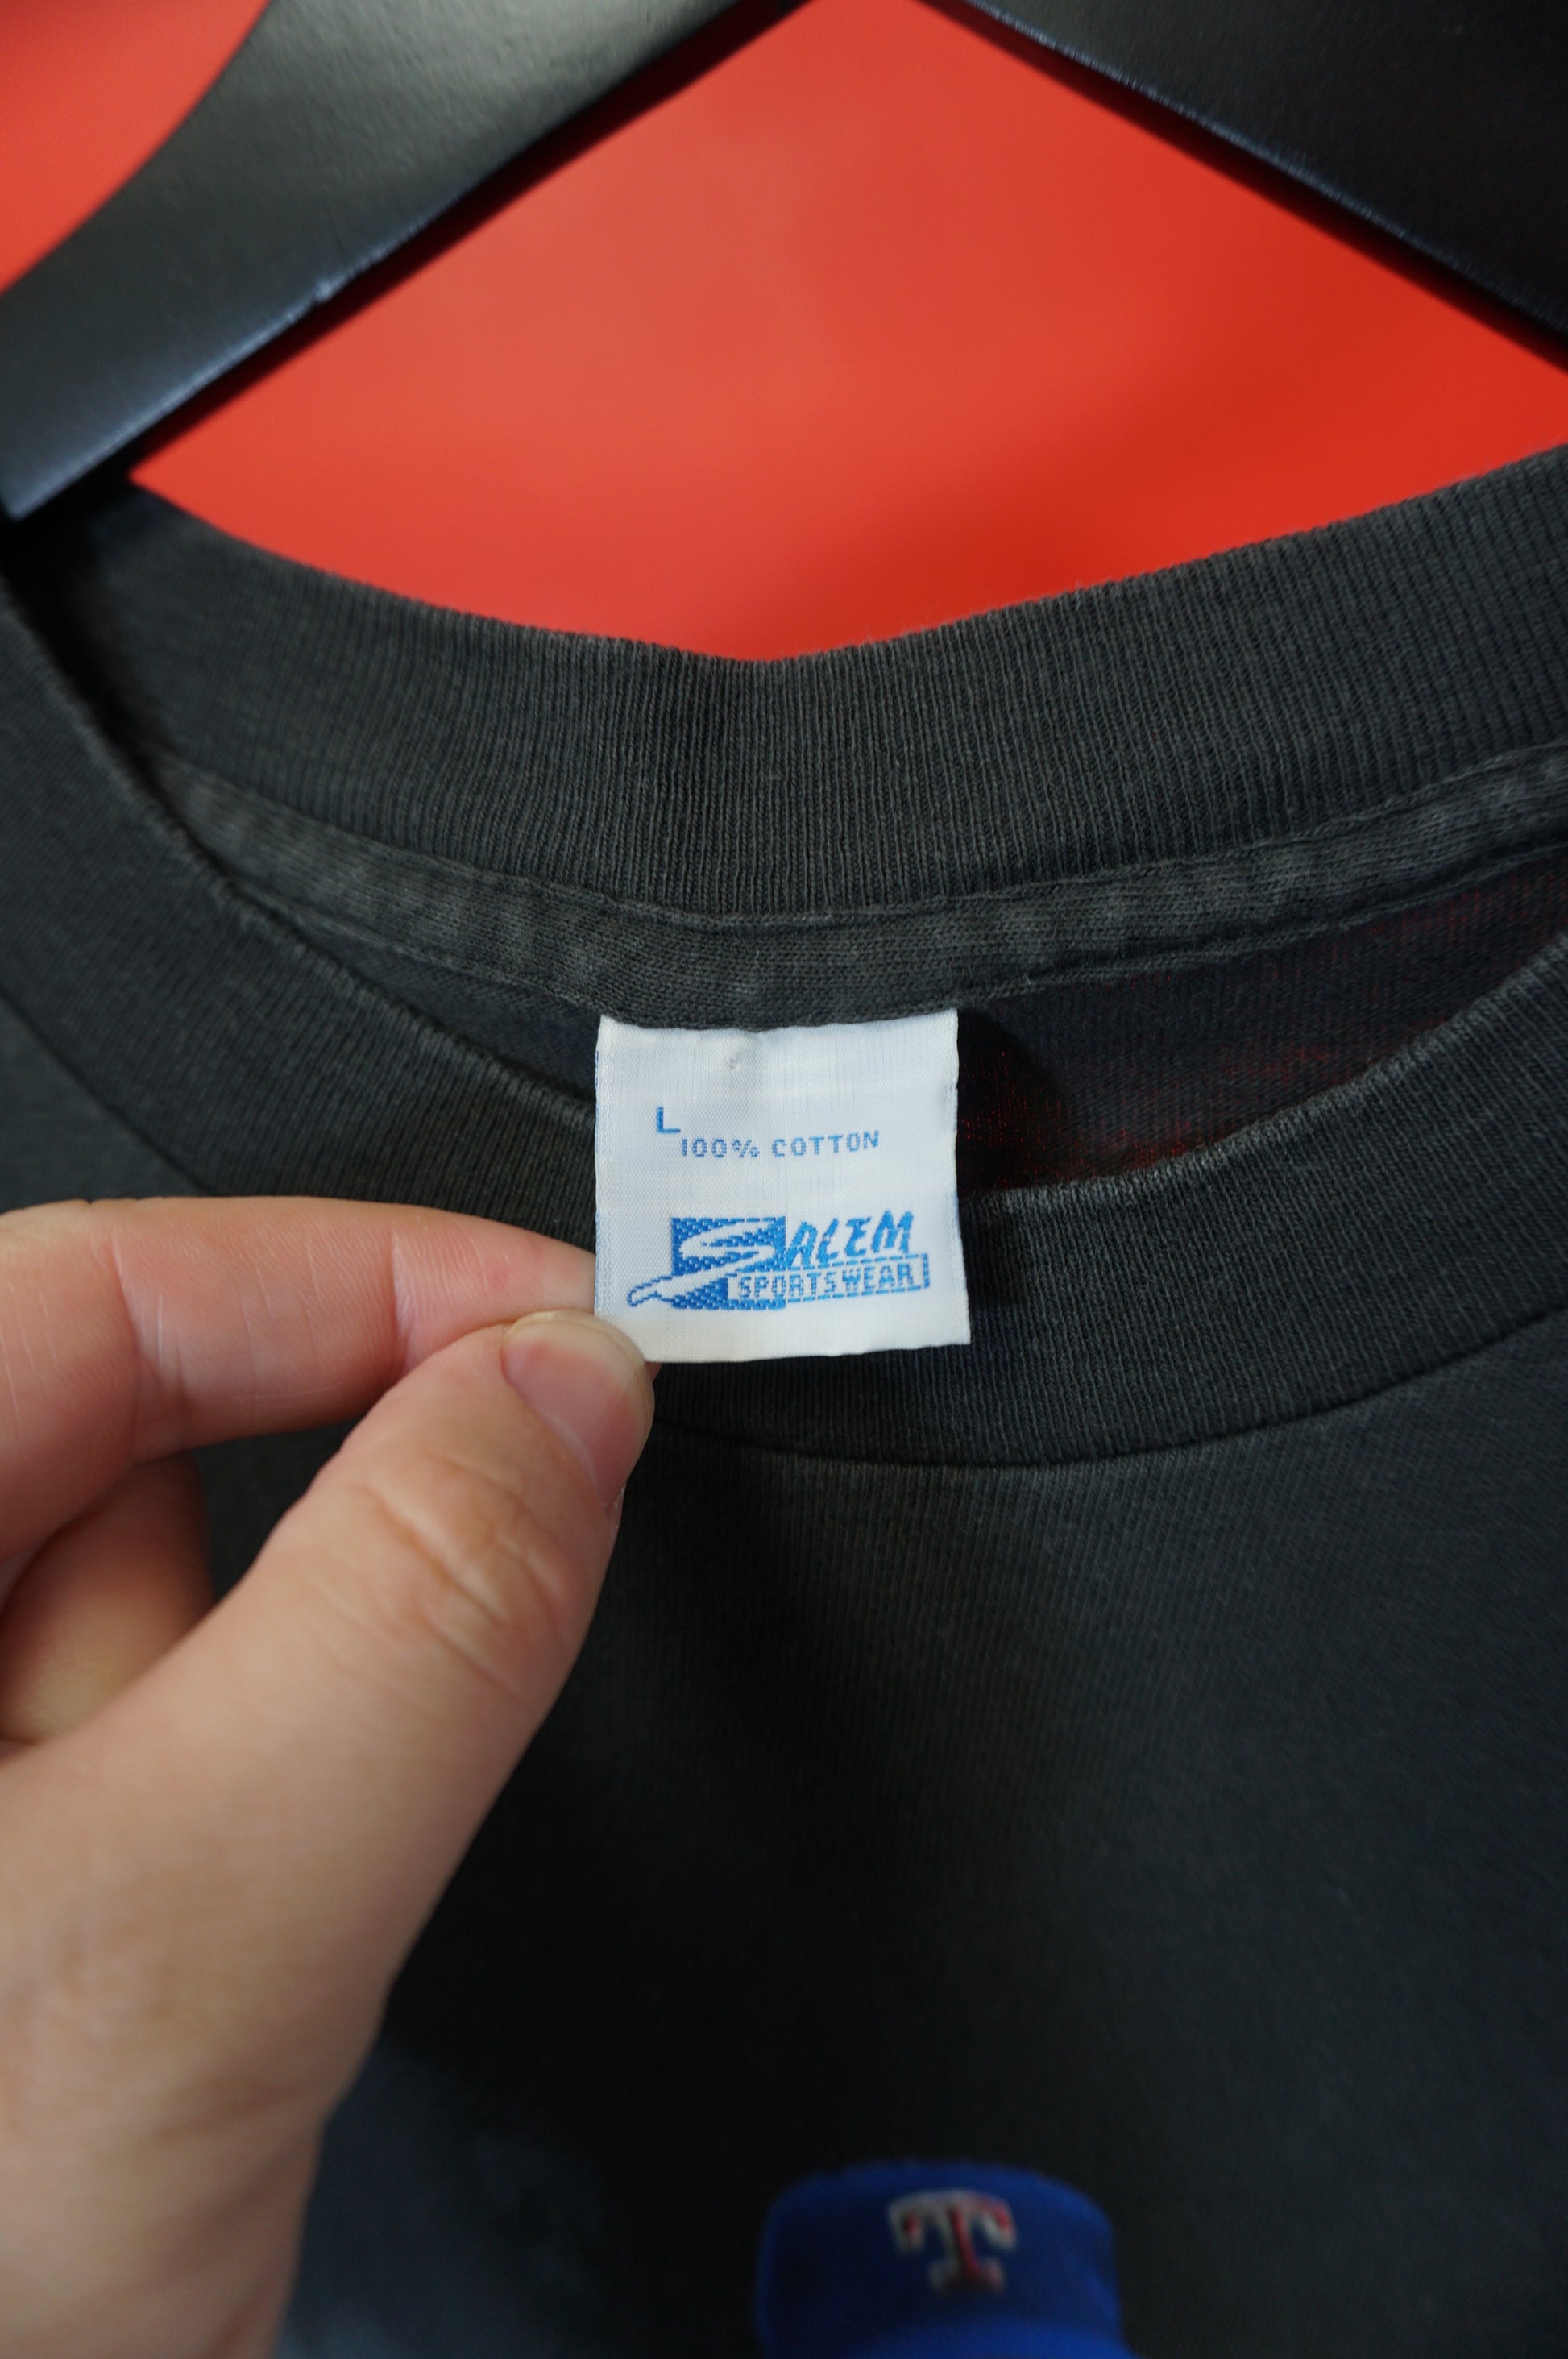 L
100% COTTON
SALEM
SPORTSWEAR
T